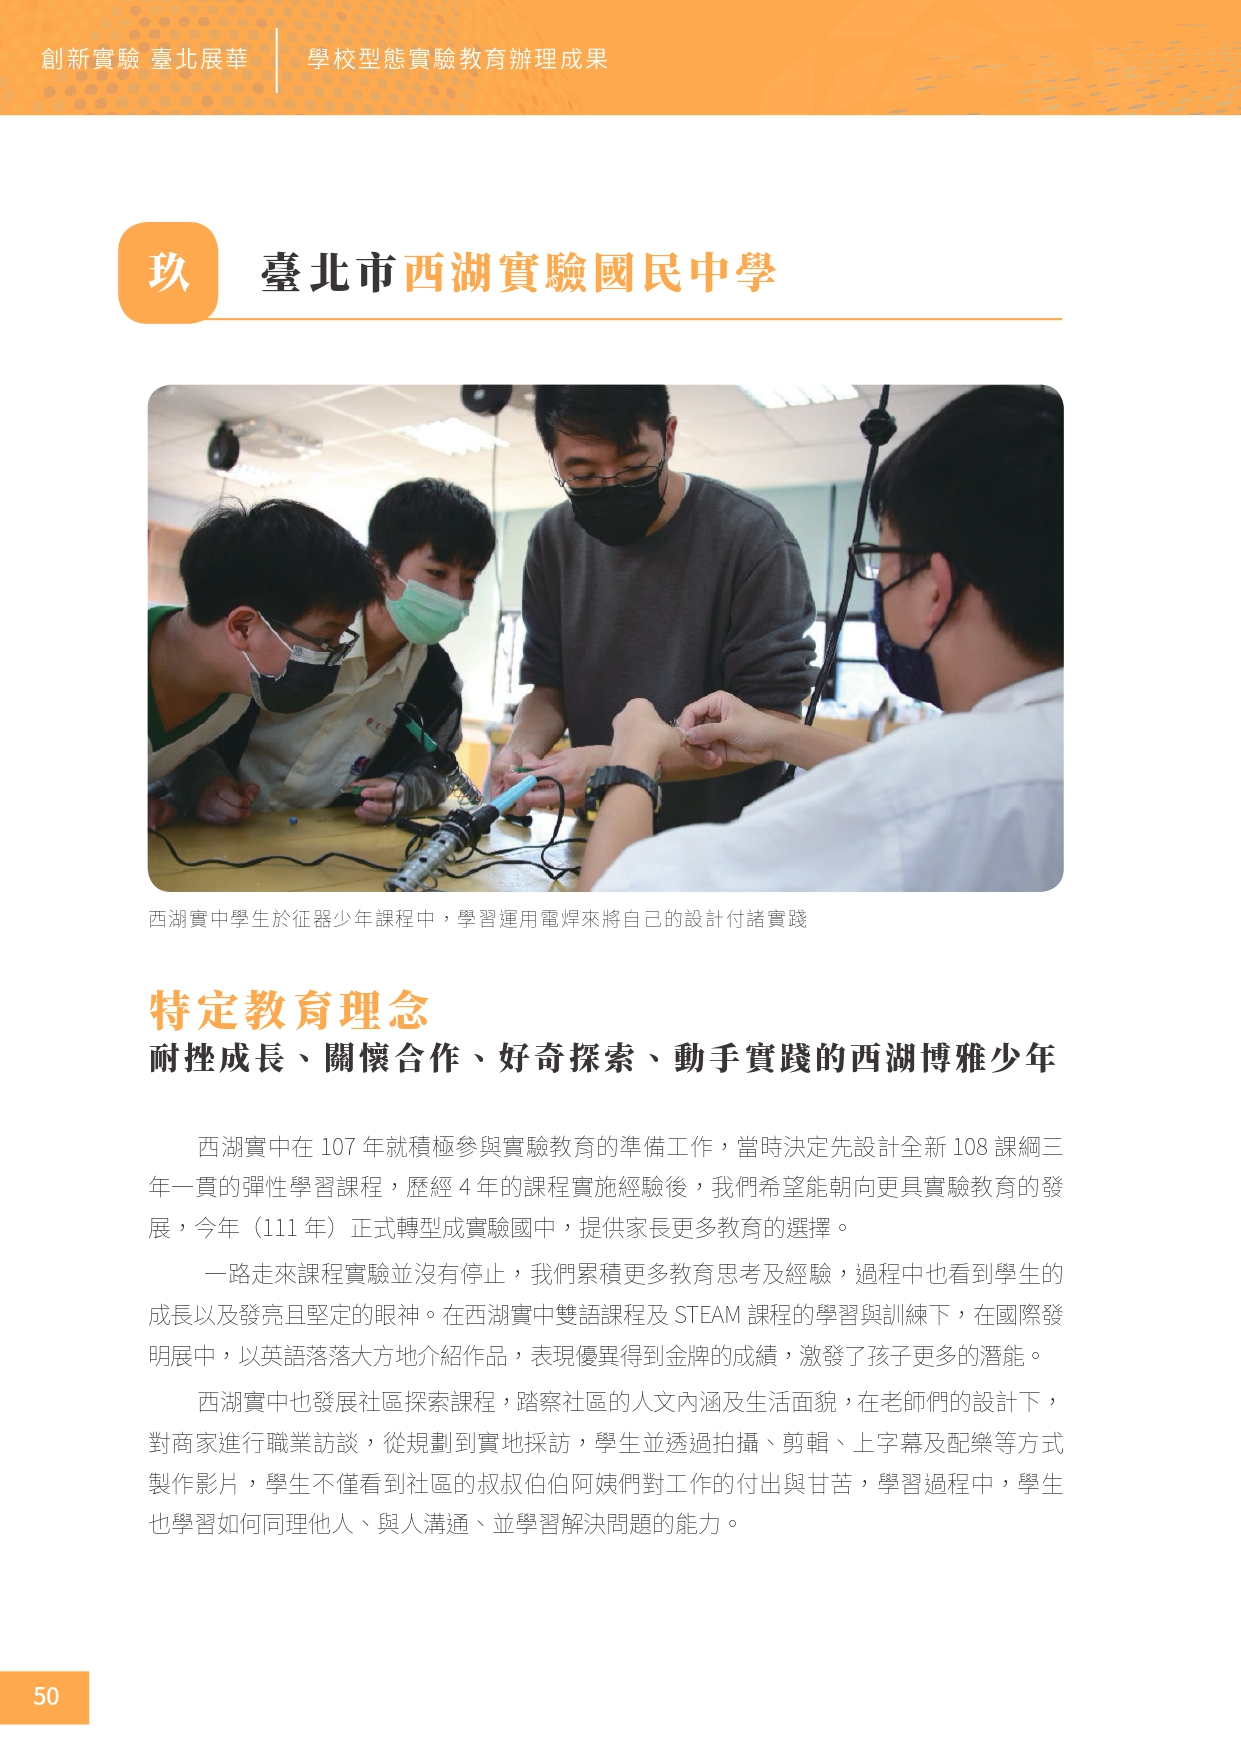 創新實驗 臺北展華
學校型態實驗教育辦理成果
玖
臺北市西湖實驗國民中學
西湖實中學生於征器少年課程中，學習運用電焊來將自己的設計付諸實踐
特定教育理念
耐挫成長、關懷合作、好奇探索、動手實踐的西湖博雅少年
西湖實中在 107 年就積極參與實驗教育的準備工作，當時決定先設計全新 108 課綱三
年一貫的彈性學習課程，歷經 4 年的課程實施經驗後，我們希望能朝向更具實驗教育的發
展，今年（111 年）正式轉型成實驗國中，提供家長更多教育的選擇。
一路走來課程實驗並沒有停止，我們累積更多教育思考及經驗，過程中也看到學生的
成長以及發亮且堅定的眼神。在西湖實中雙語課程及 STEAM 課程的學習與訓練下，在國際發
明展中，以英語落落大方地介紹作品，表現優異得到金牌的成績，激發了孩子更多的潛能。
西湖實中也發展社區探索課程，踏察社區的人文內涵及生活面貌，在老師們的設計下，
對商家進行職業訪談，從規劃到實地採訪，學生並透過拍攝、剪輯、上字幕及配樂等方式
製作影片，學生不僅看到社區的叔叔伯伯阿姨們對工作的付出與甘苦，學習過程中，學生
也學習如何同理他人、與人溝通、並學習解決問題的能力。
50